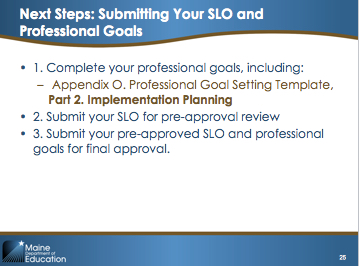 Next Steps: Submitting Your SLO and
Professional Goals
• 1. Complete your professional goals, including:
– Appendix O. Professional Goal Setting Template,
Part 2. Implementation Planning
• 2. Submit your SLO for pre-approval review
• 3. Submit your pre-approved SLO and professional
goals for final approval.
Maine
Department of
Education
25